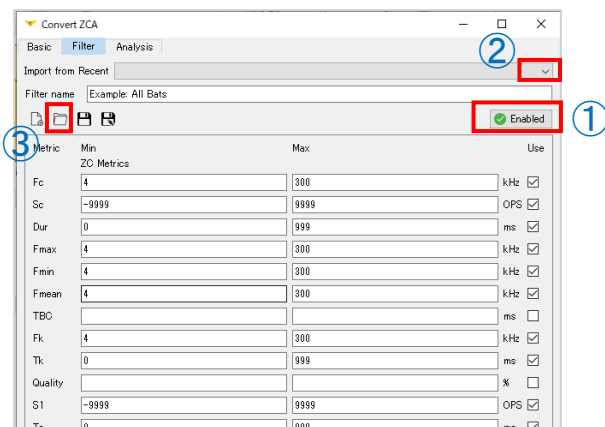 Convert ZCA
Basic Filter Analysis
②
Import from Recent
Filter name Example: All Bats
Enabled
①
③
Metric Min Max Use
ZC Metrics
Fc 4 300 kHz
Sc -9999 9999 OPS
Dur 0 999 ms
Fmax 4 300 kHz
Fmin 4 300 kHz
Fmean 4 300 kHz
TBC ms
Fk 4 300 kHz
Tk 0 999 ms
Quality %
S1 -9999 9999 OPS